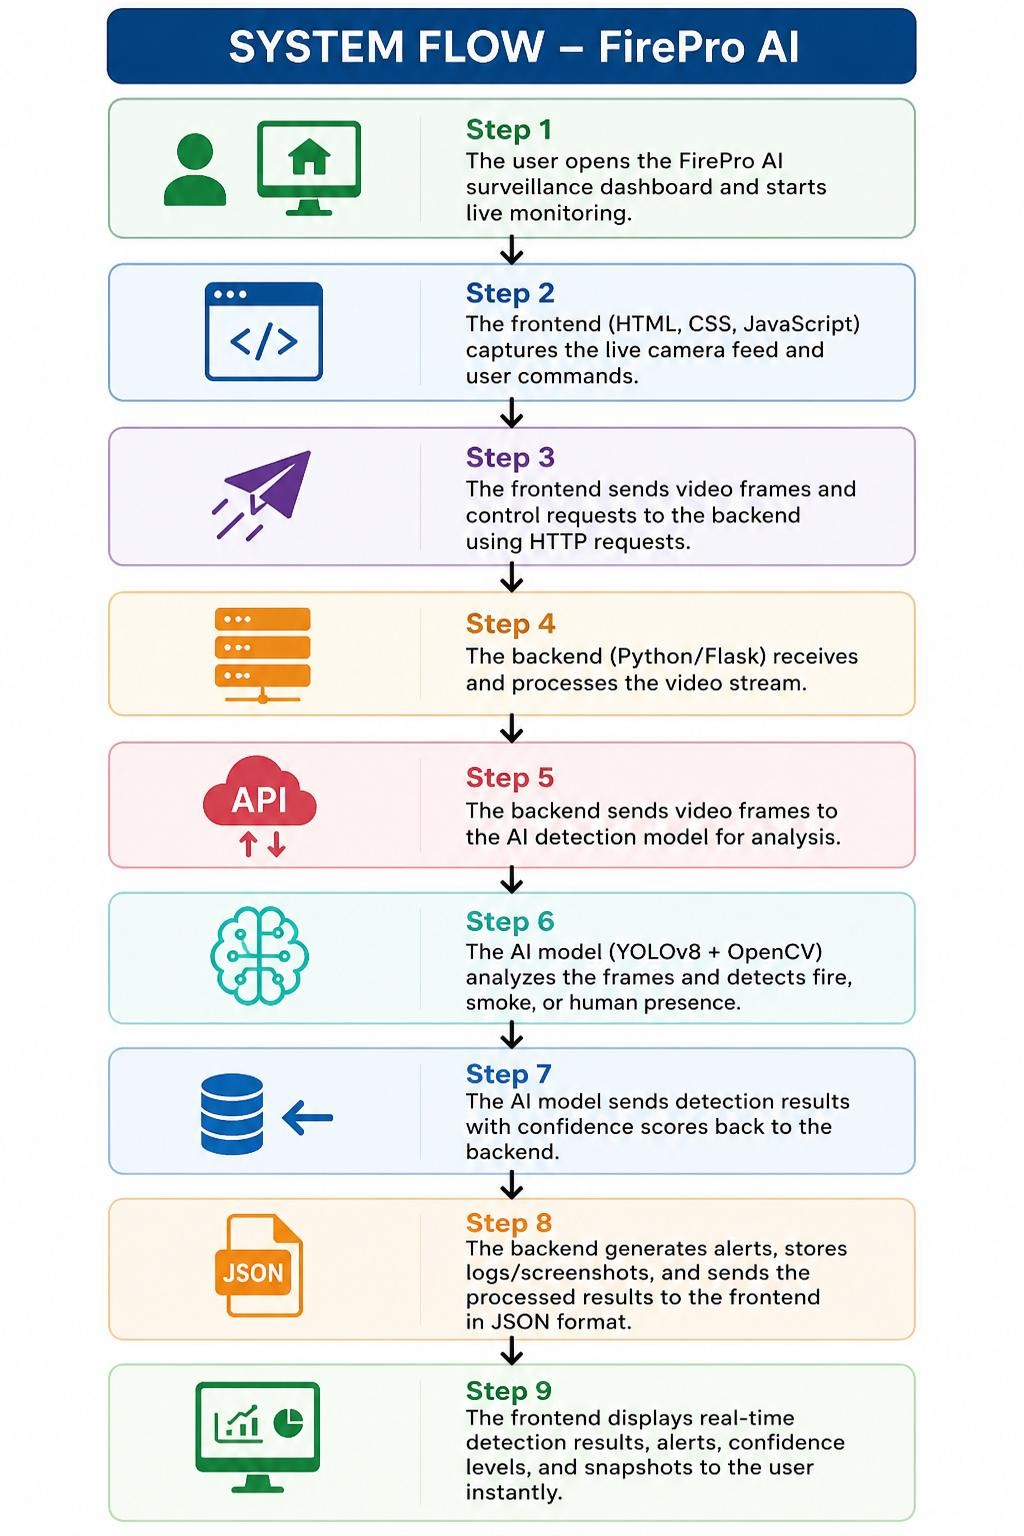 SYSTEM FLOW – FirePro AI
Step 1
The user opens the FirePro AI
surveillance dashboard and starts
live monitoring.
</>
Step 2
The frontend (HTML, CSS, JavaScript)
captures the live camera feed and
user commands.
Step 3
The frontend sends video frames and
control requests to the backend
using HTTP requests.
Step 4
The backend (Python/Flask) receives
and processes the video stream.
API
Step 5
The backend sends video frames to
the AI detection model for analysis.
Step 6
The AI model (YOLOv8 + OpenCV)
analyzes the frames and detects fire,
smoke, or human presence.
Step 7
The AI model sends detection results
with confidence scores back to the
backend.
JSON
Step 8
The backend generates alerts, stores
logs/screenshots, and sends the
processed results to the frontend
in JSON format.
Step 9
The frontend displays real-time
detection results, alerts, confidence
levels, and snapshots to the user
instantly.